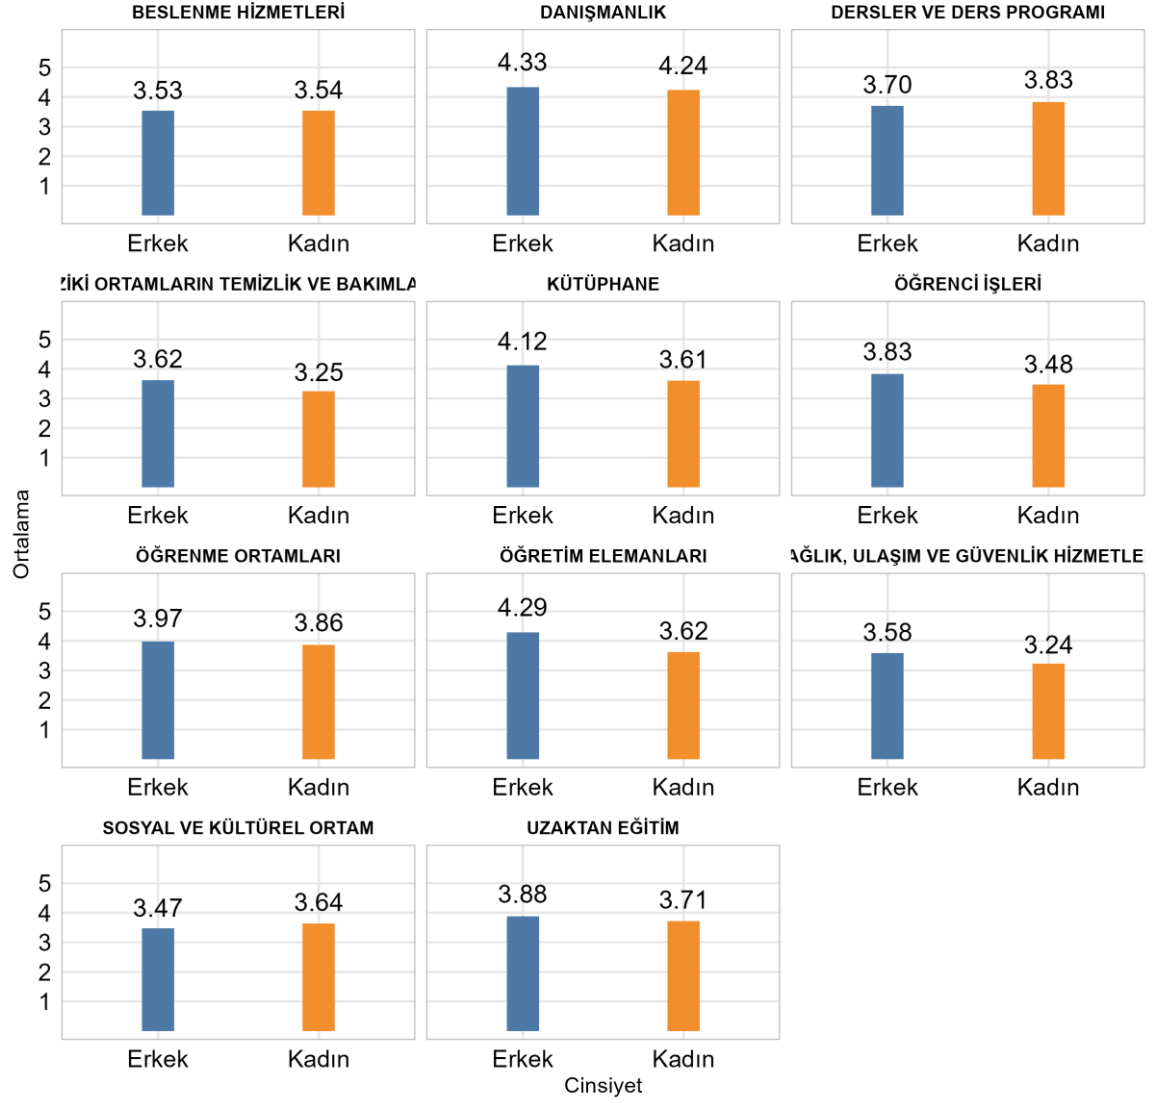 BESLENME HİZMETLERİ
DANIŞMANLIK
DERSLER VE DERS PROGRAMI
5
4
3
2
1
3.53
3.54
4.33
4.24
3.70
3.83
Erkek
Kadın
Erkek
Kadın
Erkek
Kadın
ZİKİ ORTAMLARIN TEMİZLİK VE BAKIMLA
KÜTÜPHANE
ÖĞRENCİ İŞLERİ
5
4
3
2
1
3.62
3.25
4.12
3.61
3.83
3.48
Erkek
Kadın
Erkek
Kadın
Erkek
Kadın
Ortalama
ÖĞRENME ORTAMLARI
ÖĞRETİM ELEMANLARI
AĞLIK, ULAŞIM VE GÜVENLİK HİZMETLE
5
4
3
2
1
3.97
3.86
4.29
3.62
3.58
3.24
Erkek
Kadın
Erkek
Kadın
Erkek
Kadın
SOSYAL VE KÜLTÜREL ORTAM
UZAKTAN EĞİTİM
5
4
3
2
1
3.47
3.64
3.88
3.71
Erkek
Kadın
Erkek
Kadın
Cinsiyet